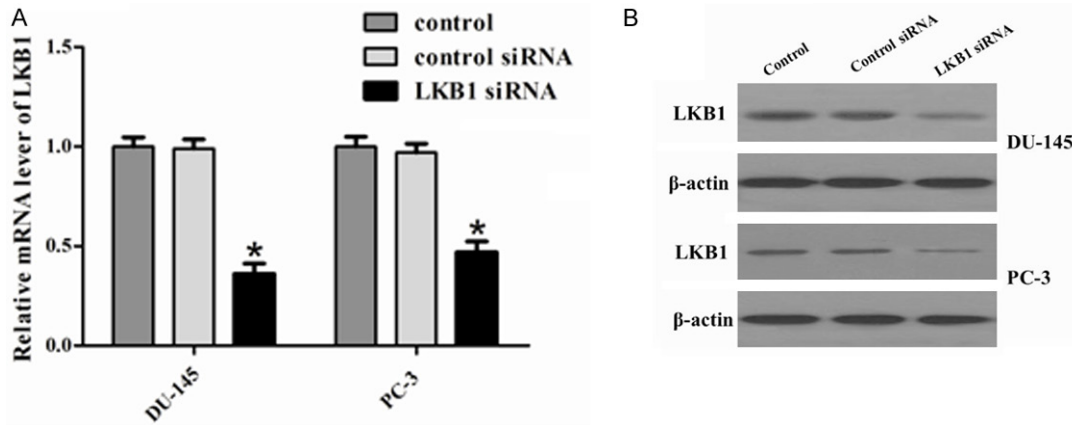 A
Relative mRNA lever of LKB1
1.5
1.0
0.5
0.0
control
control siRNA
LKB1 siRNA
*
*
DU-145
PC-3
B
Control
Control siRNA
LKB1 siRNA
LKB1
DU-145
β-actin
LKB1
PC-3
β-actin